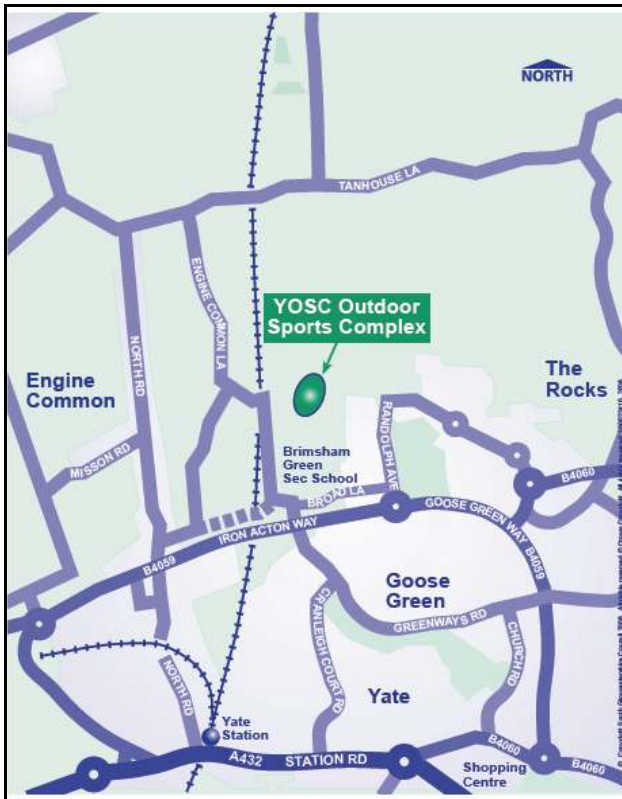 NORTH
TANHOUSE LA
ENGINE COMMON LA
NORTH RD
YOSC Outdoor
Sports Complex
Engine
Common
The
Rocks
MISSON RD
Brimsham
Green
Sec School
RANDOLPH AVE
BROAD LA
B4060
IRON ACTON WAY
GOOSE GREEN WAY
B4059
B4059
Goose
Green
CRANLEIGH COURT RD
GREENWAYS RD
CHURCH RD
NORTH RD
Yate
Yate
Station
A432
STATION RD
B4060
Shopping
Centre
B4060